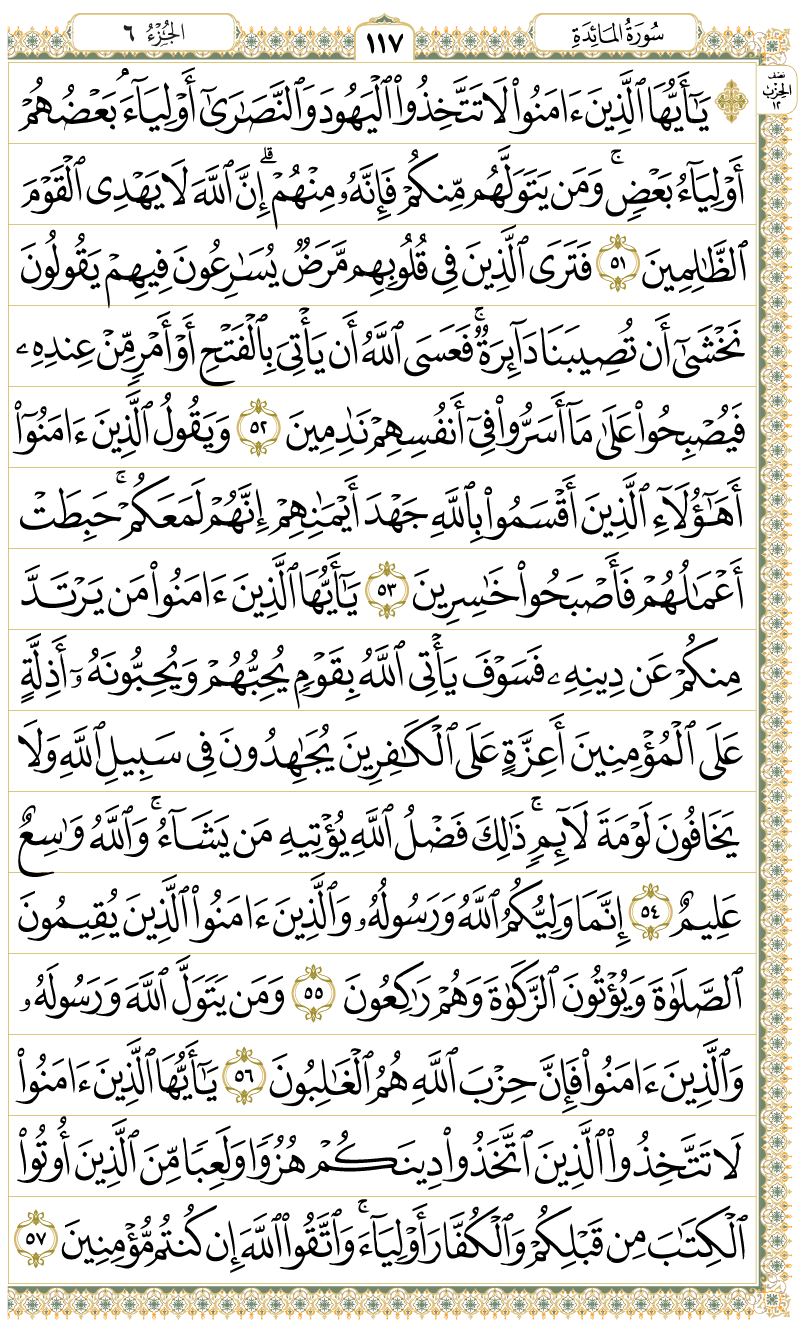 سُورَةُ المَائِدَةِ ١١٧ الجُزْءُ ٦
نصف
الحزب
١٢
۞ يَـٰٓأَيُّهَا ٱلَّذِينَ ءَامَنُوا۟ لَا تَتَّخِذُوا۟ ٱلْيَهُودَ وَٱلنَّصَـٰرَىٰٓ أَوْلِيَآءَۘ بَعْضُهُمْ
أَوْلِيَآءُ بَعْضٍۚ وَمَن يَتَوَلَّهُم مِّنكُمْ فَإِنَّهُۥ مِنْهُمْۗ إِنَّ ٱللَّهَ لَا يَهْدِى ٱلْقَوْمَ
ٱلظَّـٰلِمِينَ ٥١ فَتَرَى ٱلَّذِينَ فِى قُلُوبِهِم مَّرَضٌ يُسَـٰرِعُونَ فِيهِمْ يَقُولُونَ
نَخْشَىٰٓ أَن تُصِيبَنَا دَآئِرَةٌۚ فَعَسَى ٱللَّهُ أَن يَأْتِىَ بِٱلْفَتْحِ أَوْ أَمْرٍ مِّنْ عِندِهِۦ
فَيُصْبِحُوا۟ عَلَىٰ مَآ أَسَرُّوا۟ فِىٓ أَنفُسِهِمْ نَـٰدِمِينَ ٥٢ وَيَقُولُ ٱلَّذِينَ ءَامَنُوٓا۟
أَهَـٰٓؤُلَآءِ ٱلَّذِينَ أَقْسَمُوا۟ بِٱللَّهِ جَهْدَ أَيْمَـٰنِهِمْ إِنَّهُمْ لَمَعَكُمْۚ حَبِطَتْ
أَعْمَـٰلُهُمْ فَأَصْبَحُوا۟ خَـٰسِرِينَ ٥٣ يَـٰٓأَيُّهَا ٱلَّذِينَ ءَامَنُوا۟ مَن يَرْتَدَّ
مِنكُمْ عَن دِينِهِۦ فَسَوْفَ يَأْتِى ٱللَّهُ بِقَوْمٍ يُحِبُّهُمْ وَيُحِبُّونَهُۥٓ أَذِلَّةٍ
عَلَى ٱلْمُؤْمِنِينَ أَعِزَّةٍ عَلَى ٱلْكَـٰفِرِينَ يُجَـٰهِدُونَ فِى سَبِيلِ ٱللَّهِ وَلَا
يَخَافُونَ لَوْمَةَ لَآئِمٍۚ ذَٰلِكَ فَضْلُ ٱللَّهِ يُؤْتِيهِ مَن يَشَآءُۚ وَٱللَّهُ وَٰسِعٌ
عَلِيمٌ ٥٤ إِنَّمَا وَلِيُّكُمُ ٱللَّهُ وَرَسُولُهُۥ وَٱلَّذِينَ ءَامَنُوا۟ ٱلَّذِينَ يُقِيمُونَ
ٱلصَّلَوٰةَ وَيُؤْتُونَ ٱلزَّكَوٰةَ وَهُمْ رَٰكِعُونَ ٥٥ وَمَن يَتَوَلَّ ٱللَّهَ وَرَسُولَهُۥ
وَٱلَّذِينَ ءَامَنُوا۟ فَإِنَّ حِزْبَ ٱللَّهِ هُمُ ٱلْغَـٰلِبُونَ ٥٦ يَـٰٓأَيُّهَا ٱلَّذِينَ ءَامَنُوا۟
لَا تَتَّخِذُوا۟ ٱلَّذِينَ ٱتَّخَذُوا۟ دِينَكُمْ هُزُوًا وَلَعِبًا مِّنَ ٱلَّذِينَ أُوتُوا۟
ٱلْكِتَـٰبَ مِن قَبْلِكُمْ وَٱلْكُفَّارَ أَوْلِيَآءَۚ وَٱتَّقُوا۟ ٱللَّهَ إِن كُنتُم مُّؤْمِنِينَ ٥٧